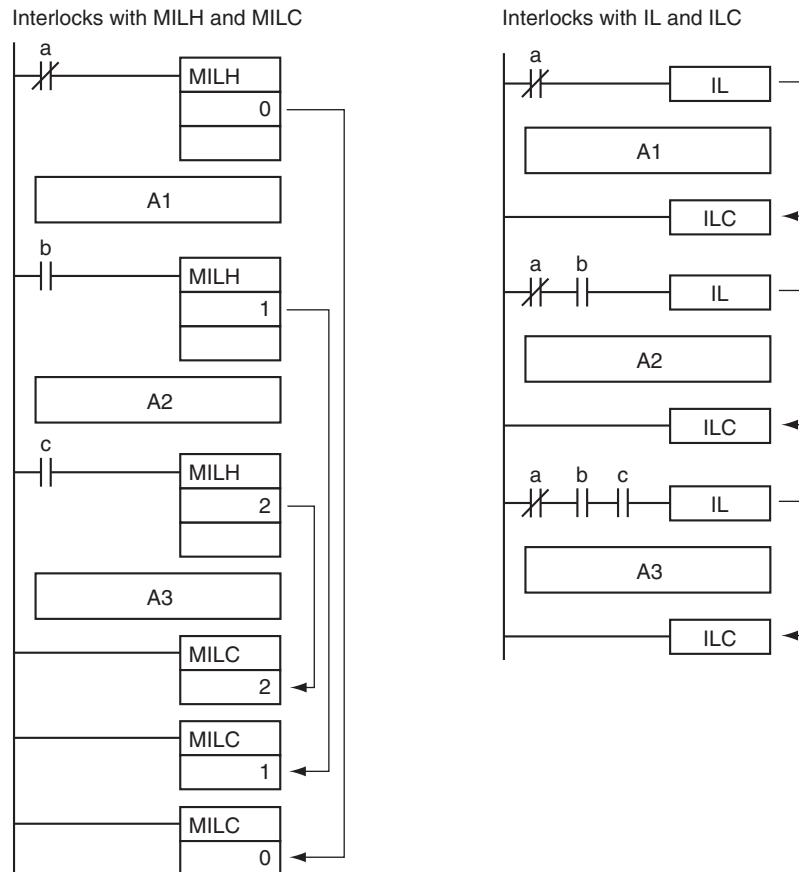 Interlocks with MILH and MILC
a
MILH
0
A1
b
MILH
1
A2
c
MILH
2
A3
MILC
2
MILC
1
MILC
0
Interlocks with IL and ILC
a
IL
A1
ILC
a b
IL
A2
ILC
a b c
IL
A3
ILC